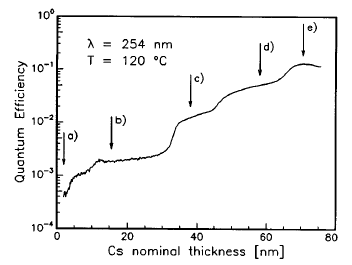 10⁰
e)
λ = 254 nm
T = 120 °C
d)
10⁻¹
c)
Quantum Efficiency
10⁻²
a)
b)
10⁻³
10⁻⁴
0 20 40 60 80
Cs nominal thickness [nm]